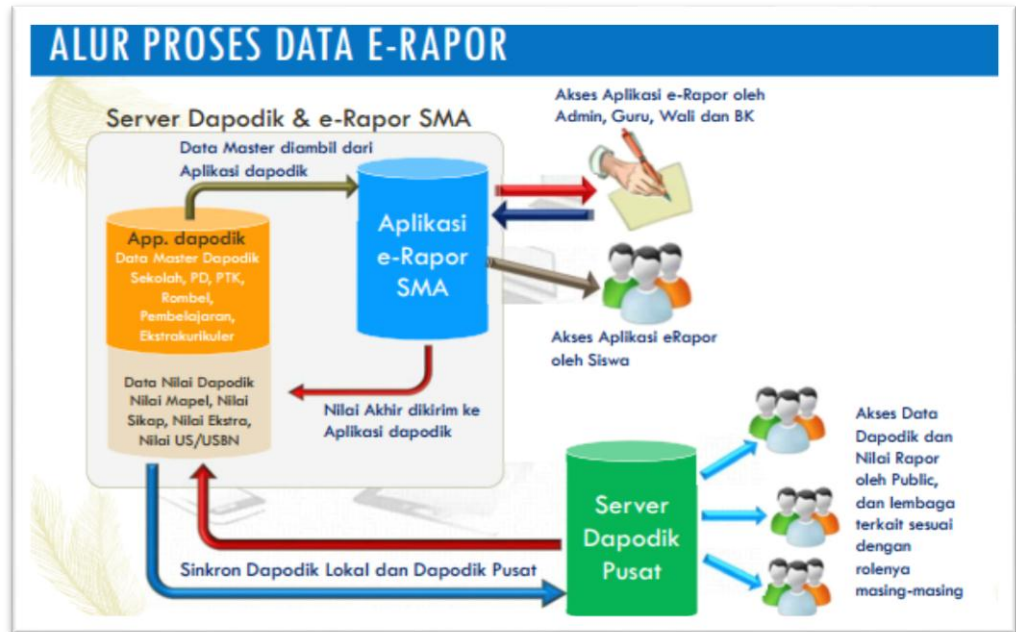 ALUR PROSES DATA E-RAPOR
Server Dapodik & e-Rapor SMA
Data Master diambil dari
Aplikasi dapodik
App. dapodik
Data Master Dapodik
Sekolah, PD, PTK,
Rombel,
Pembelajaran,
Ekstrakurikuler
Data Nilai Dapodik
Nilai Mapel, Nilai
Sikap, Nilai Ekstra,
Nilai US/USBN
Aplikasi
e-Rapor
SMA
Nilai Akhir dikirim ke
Aplikasi dapodik
Akses Aplikasi e-Rapor oleh
Admin, Guru, Wali dan BK
Akses Aplikasi eRapor
oleh Siswa
Sinkron Dapodik Lokal dan Dapodik Pusat
Server
Dapodik
Pusat
Akses Data
Dapodik dan
Nilai Rapor
oleh Public,
dan lembaga
terkait sesuai
dengan
rolenya
masing-masing